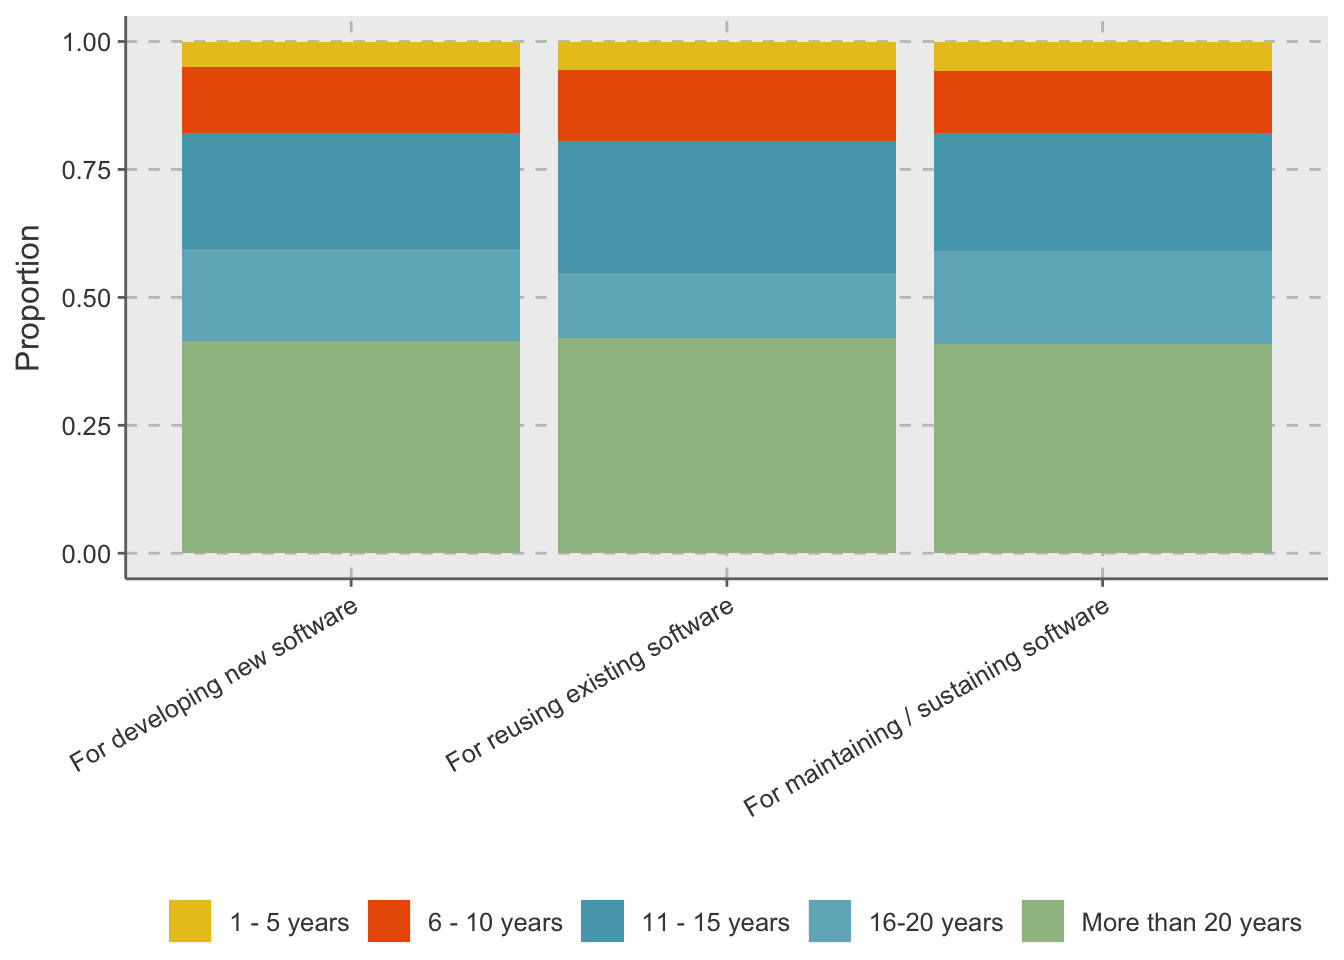 1.00
0.75
0.50
0.25
0.00
Proportion
For developing new software
For reusing existing software
For maintaining / sustaining software
1 - 5 years
6 - 10 years
11 - 15 years
16-20 years
More than 20 years